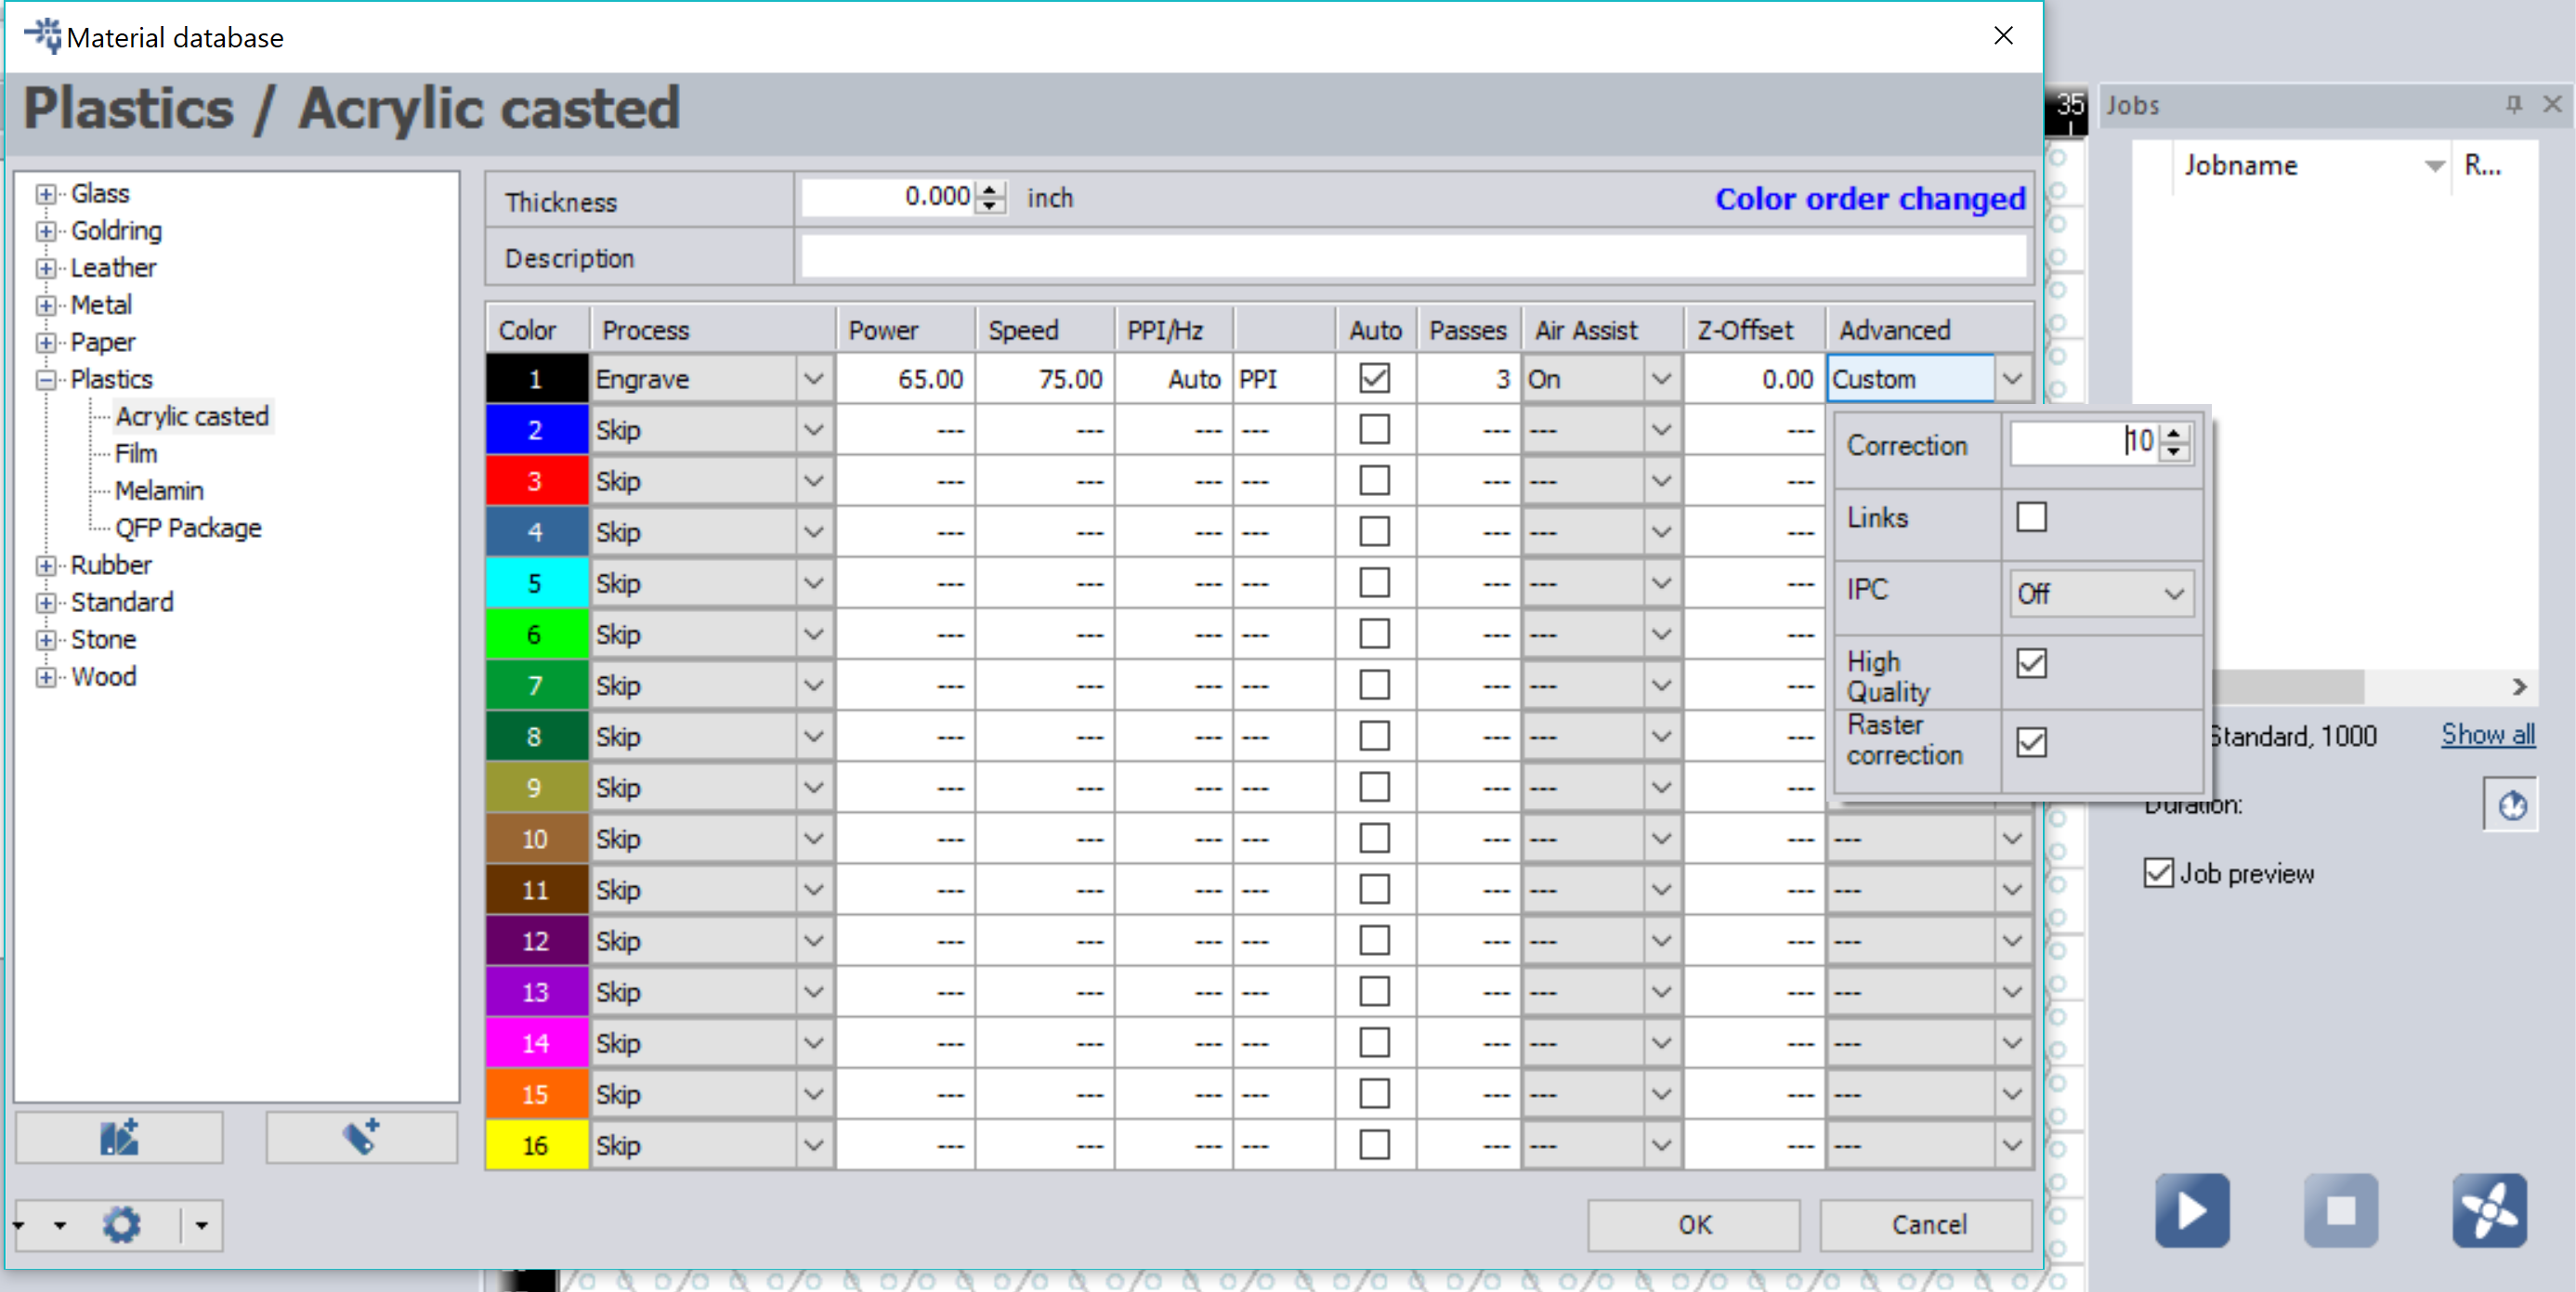 Material database
Plastics / Acrylic casted
35
Jobs
Jobname R...
Glass
Goldring
Leather
Metal
Paper
Plastics
Acrylic casted
Film
Melamin
QFP Package
Rubber
Standard
Stone
Wood
Thickness 0.000 inch Color order changed
Description
Color Process Power Speed PPI/Hz Auto Passes Air Assist Z-Offset Advanced
1 Engrave 65.00 75.00 Auto PPI 3 On 0.00 Custom
2 Skip --- --- --- --- --- --- ---
3 Skip --- --- --- --- --- --- ---
4 Skip --- --- --- --- --- --- ---
5 Skip --- --- --- --- --- --- ---
6 Skip --- --- --- --- --- --- ---
7 Skip --- --- --- --- --- --- ---
8 Skip --- --- --- --- --- --- ---
9 Skip --- --- --- --- --- --- ---
10 Skip --- --- --- --- --- --- --- ---
11 Skip --- --- --- --- --- --- --- ---
12 Skip --- --- --- --- --- --- --- ---
13 Skip --- --- --- --- --- --- --- ---
14 Skip --- --- --- --- --- --- --- ---
15 Skip --- --- --- --- --- --- --- ---
16 Skip --- --- --- --- --- --- --- ---
Correction 10
Links
IPC Off
High
Quality
Raster
correction
Standard, 1000 Show all
Duration:
Job preview
OK Cancel